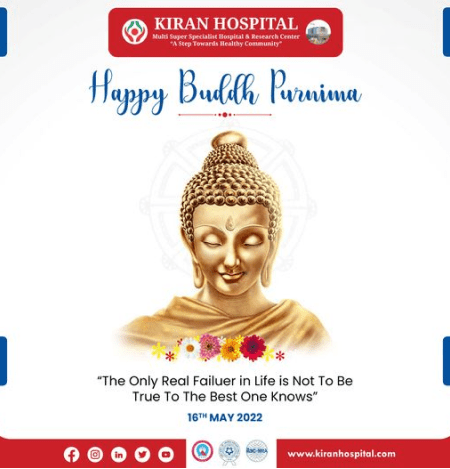 KIRAN HOSPITAL
Multi Super Specialist Hospital & Research Center
"A Step Towards Healthy Community"
Happy Buddh Purnima
“The Only Real Failuer in Life is Not To Be
True To The Best One Knows”
16TH MAY 2022
www.kiranhospital.com